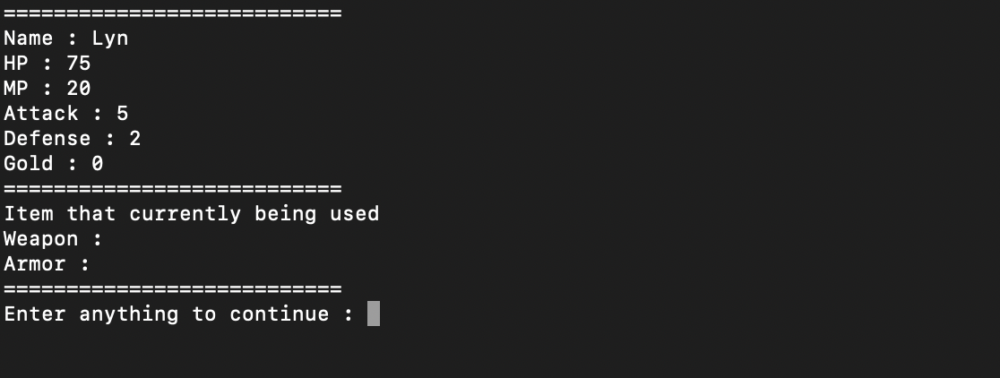 ===========================
Name : Lyn
HP : 75
MP : 20
Attack : 5
Defense : 2
Gold : 0
===========================
Item that currently being used
Weapon :
Armor :
===========================
Enter anything to continue :